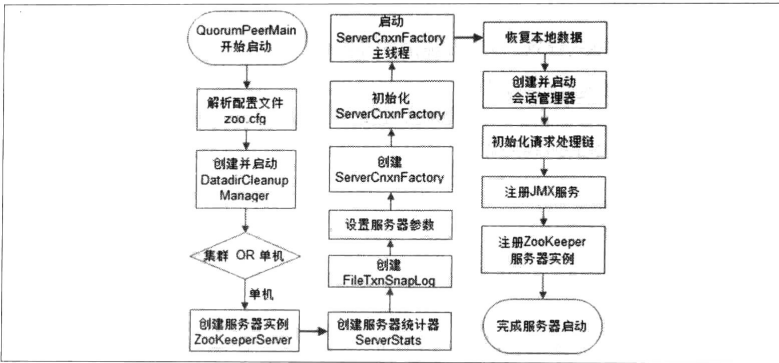 QuorumPeerMain
开始启动
解析配置文件
zoo.cfg
创建并启动
DatadirCleanup
Manager
集群 OR 单机
单机
创建服务器实例
ZooKeeperServer
创建服务器统计器
ServerStats
创建
FileTxnSnapLog
设置服务器参数
创建
ServerCnxnFactory
初始化
ServerCnxnFactory
启动
ServerCnxnFactory
主线程
恢复本地数据
创建并启动
会话管理器
初始化请求处理链
注册JMX服务
注册ZooKeeper
服务器实例
完成服务器启动